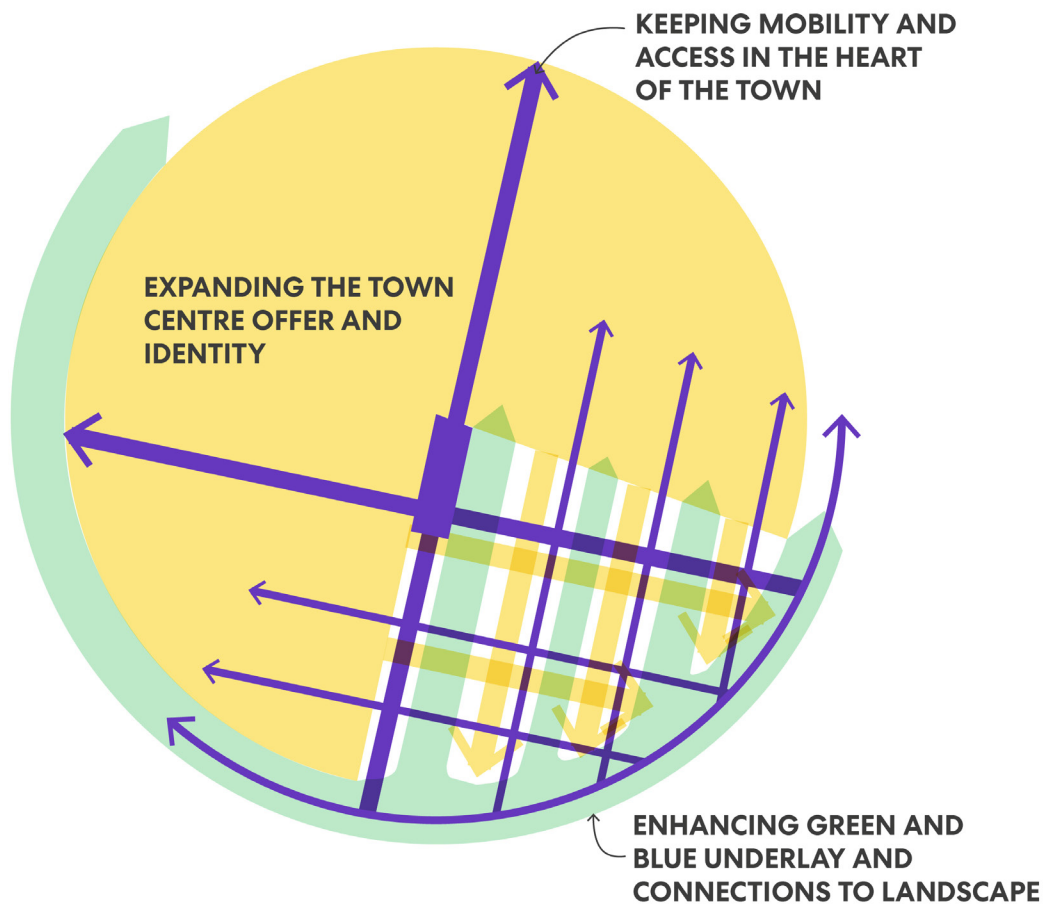 KEEPING MOBILITY AND
ACCESS IN THE HEART
OF THE TOWN
EXPANDING THE TOWN
CENTRE OFFER AND
IDENTITY
ENHANCING GREEN AND
BLUE UNDERLAY AND
CONNECTIONS TO LANDSCAPE